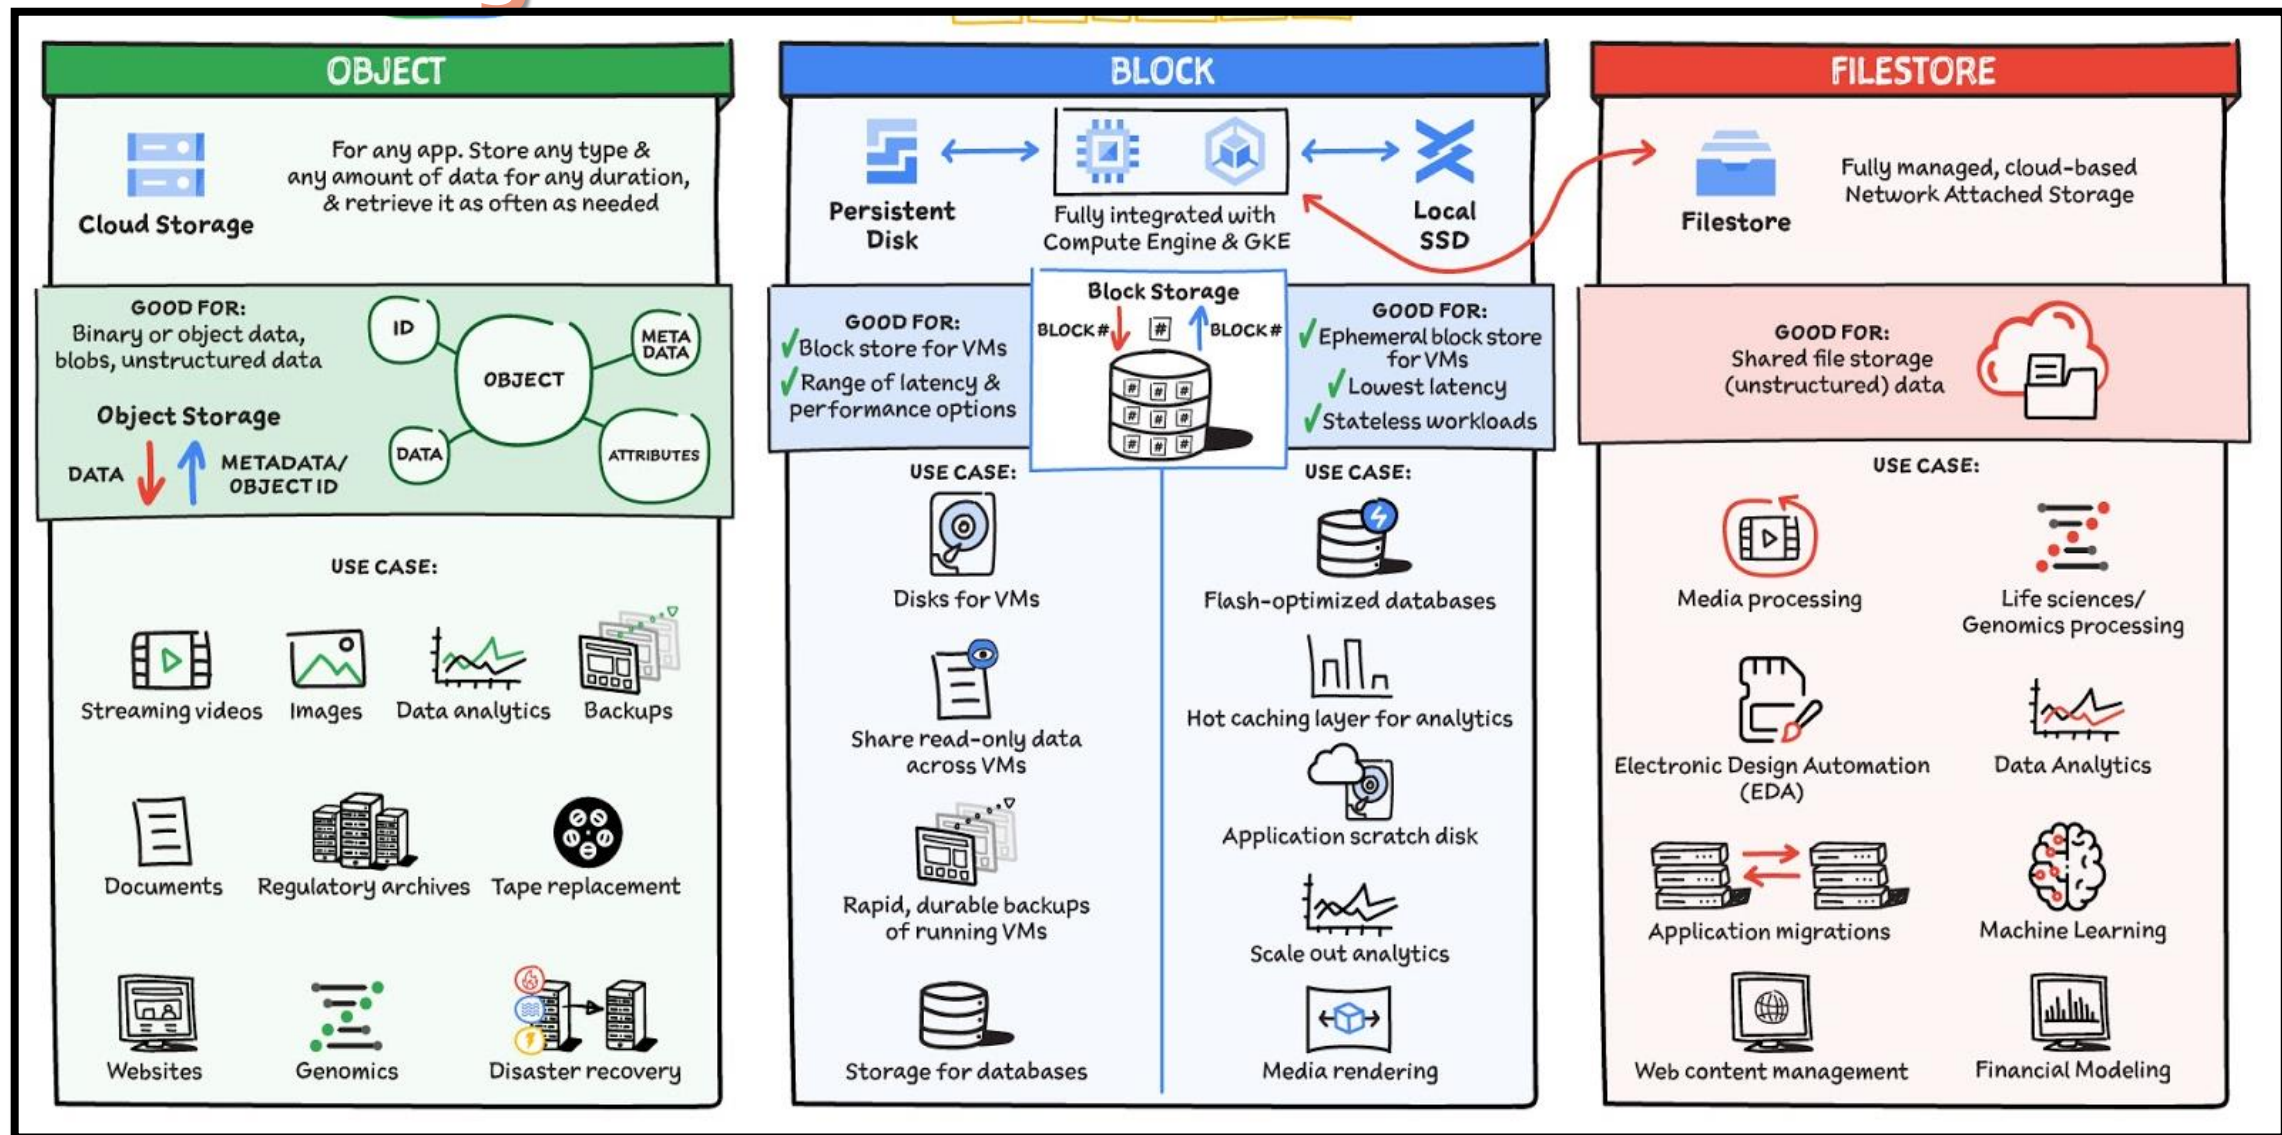 OBJECT
Cloud Storage
For any app. Store any type &
any amount of data for any duration,
& retrieve it as often as needed
GOOD FOR:
Binary or object data,
blobs, unstructured data
Object Storage
DATA
METADATA/
OBJECT ID
ID
META
DATA
OBJECT
DATA
ATTRIBUTES
USE CASE:
Streaming videos
Images
Data analytics
Backups
Documents
Regulatory archives
Tape replacement
Websites
Genomics
Disaster recovery
BLOCK
Persistent
Disk
Fully integrated with
Compute Engine & GKE
Local
SSD
GOOD FOR:
Block store for VMs
Range of latency &
performance options
Block Storage
BLOCK#
#
BLOCK#
# # #
# # #
# # #
GOOD FOR:
Ephemeral block store
for VMs
Lowest latency
Stateless workloads
USE CASE:
Disks for VMs
Share read-only data
across VMs
Rapid, durable backups
of running VMs
Storage for databases
USE CASE:
Flash-optimized databases
Hot caching layer for analytics
Application scratch disk
Scale out analytics
Media rendering
FILESTORE
Filestore
Fully managed, cloud-based
Network Attached Storage
GOOD FOR:
Shared file storage
(unstructured) data
USE CASE:
Media processing
Life sciences/
Genomics processing
Electronic Design Automation
(EDA)
Data Analytics
Application migrations
Machine Learning
Web content management
Financial Modeling